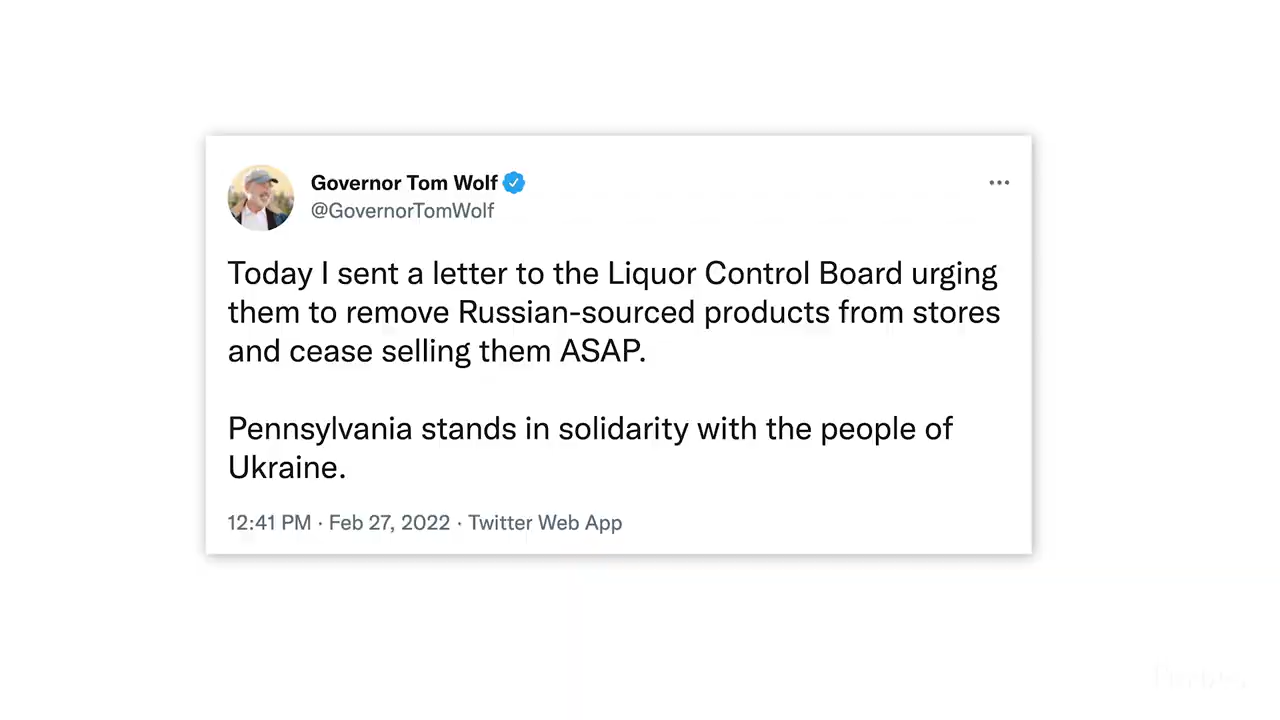 Governor Tom Wolf
@GovernorTomWolf
Today I sent a letter to the Liquor Control Board urging
them to remove Russian-sourced products from stores
and cease selling them ASAP.
Pennsylvania stands in solidarity with the people of
Ukraine.
12:41 PM · Feb 27, 2022 · Twitter Web App